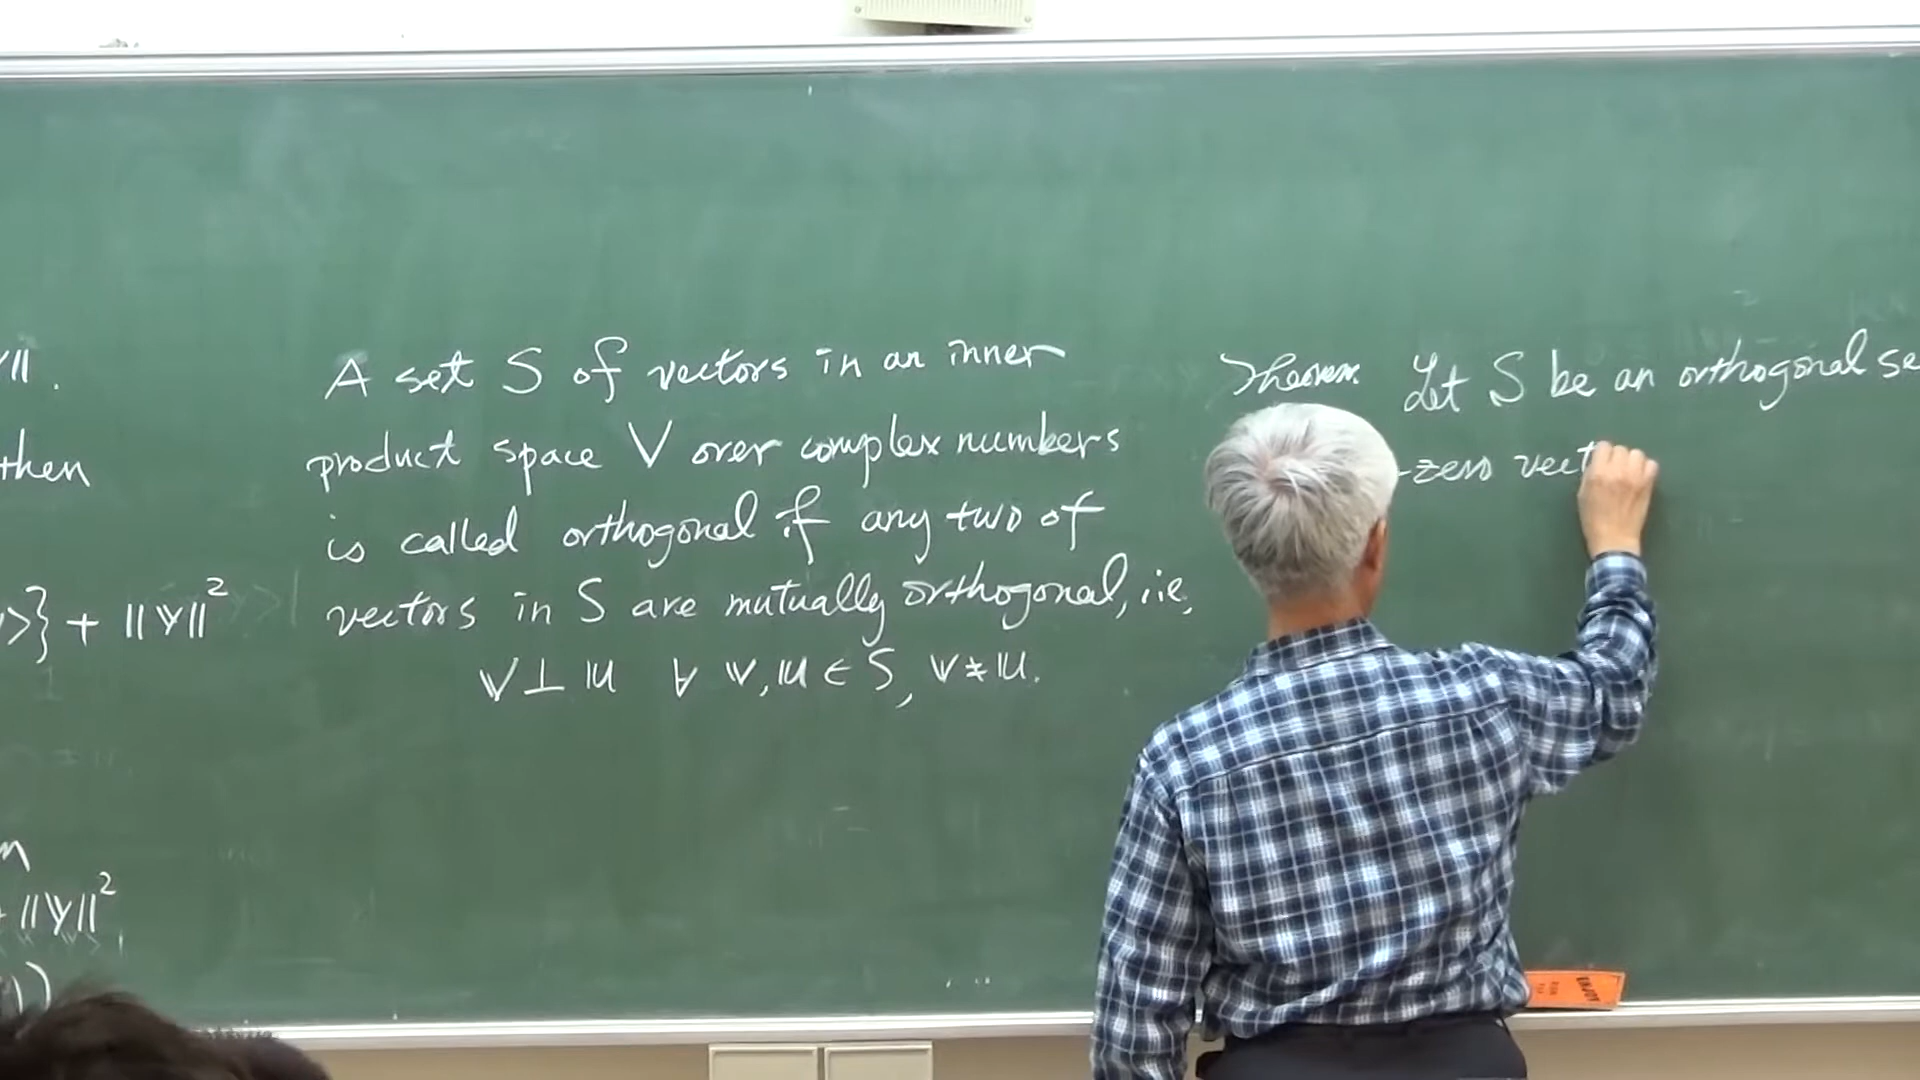 Y||.
then
>} + ||Y||²
||Y||²
A set S of vectors in an inner
product space V over complex numbers
is called orthogonal if any two of
vectors in S are mutually orthogonal, i.e,
V ⊥ U ∀ V, U ∈ S, V ≠ U.
Theorem. Let S be an orthogonal se
-zero vect
ENJOY